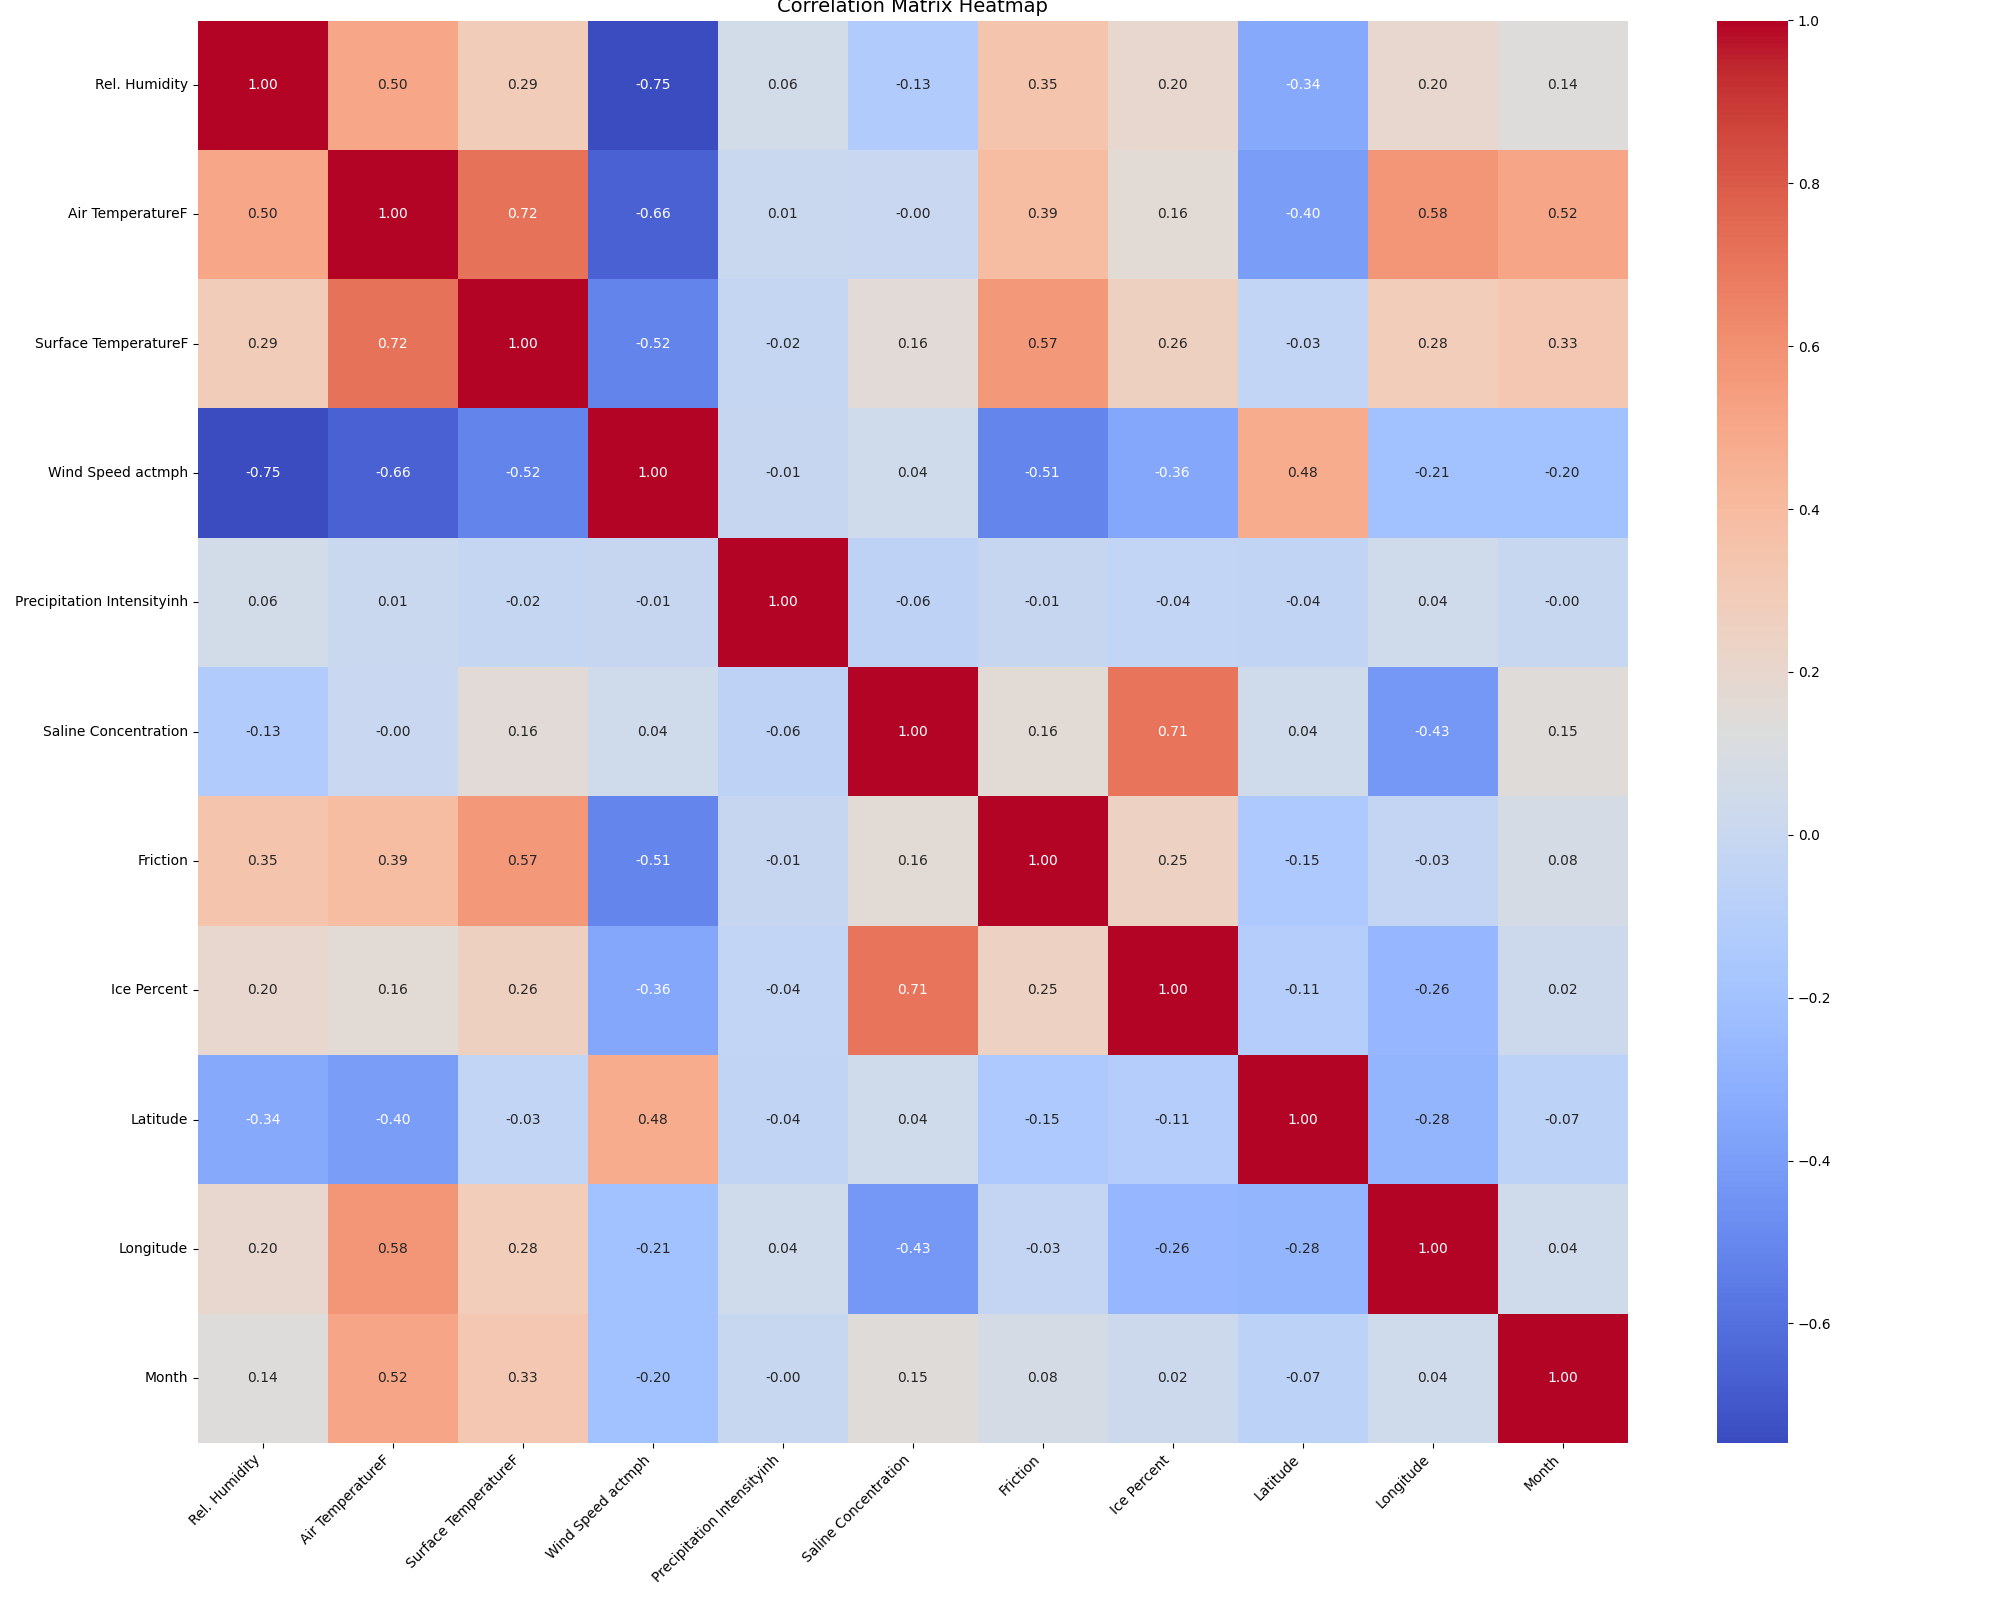 Correlation Matrix Heatmap
Rel. Humidity 1.00 0.50 0.29 -0.75 0.06 -0.13 0.35 0.20 -0.34 0.20 0.14
Air TemperatureF 0.50 1.00 0.72 -0.66 0.01 -0.00 0.39 0.16 -0.40 0.58 0.52
Surface TemperatureF 0.29 0.72 1.00 -0.52 -0.02 0.16 0.57 0.26 -0.03 0.28 0.33
Wind Speed actmph -0.75 -0.66 -0.52 1.00 -0.01 0.04 -0.51 -0.36 0.48 -0.21 -0.20
Precipitation Intensityinh 0.06 0.01 -0.02 -0.01 1.00 -0.06 -0.01 -0.04 -0.04 0.04 -0.00
Saline Concentration -0.13 -0.00 0.16 0.04 -0.06 1.00 0.16 0.71 0.04 -0.43 0.15
Friction 0.35 0.39 0.57 -0.51 -0.01 0.16 1.00 0.25 -0.15 -0.03 0.08
Ice Percent 0.20 0.16 0.26 -0.36 -0.04 0.71 0.25 1.00 -0.11 -0.26 0.02
Latitude -0.34 -0.40 -0.03 0.48 -0.04 0.04 -0.15 -0.11 1.00 -0.28 -0.07
Longitude 0.20 0.58 0.28 -0.21 0.04 -0.43 -0.03 -0.26 -0.28 1.00 0.04
Month 0.14 0.52 0.33 -0.20 -0.00 0.15 0.08 0.02 -0.07 0.04 1.00
Rel. Humidity
Air TemperatureF
Surface TemperatureF
Wind Speed actmph
Precipitation Intensityinh
Saline Concentration
Friction
Ice Percent
Latitude
Longitude
Month
1.0
0.8
0.6
0.4
0.2
0.0
−0.2
−0.4
−0.6